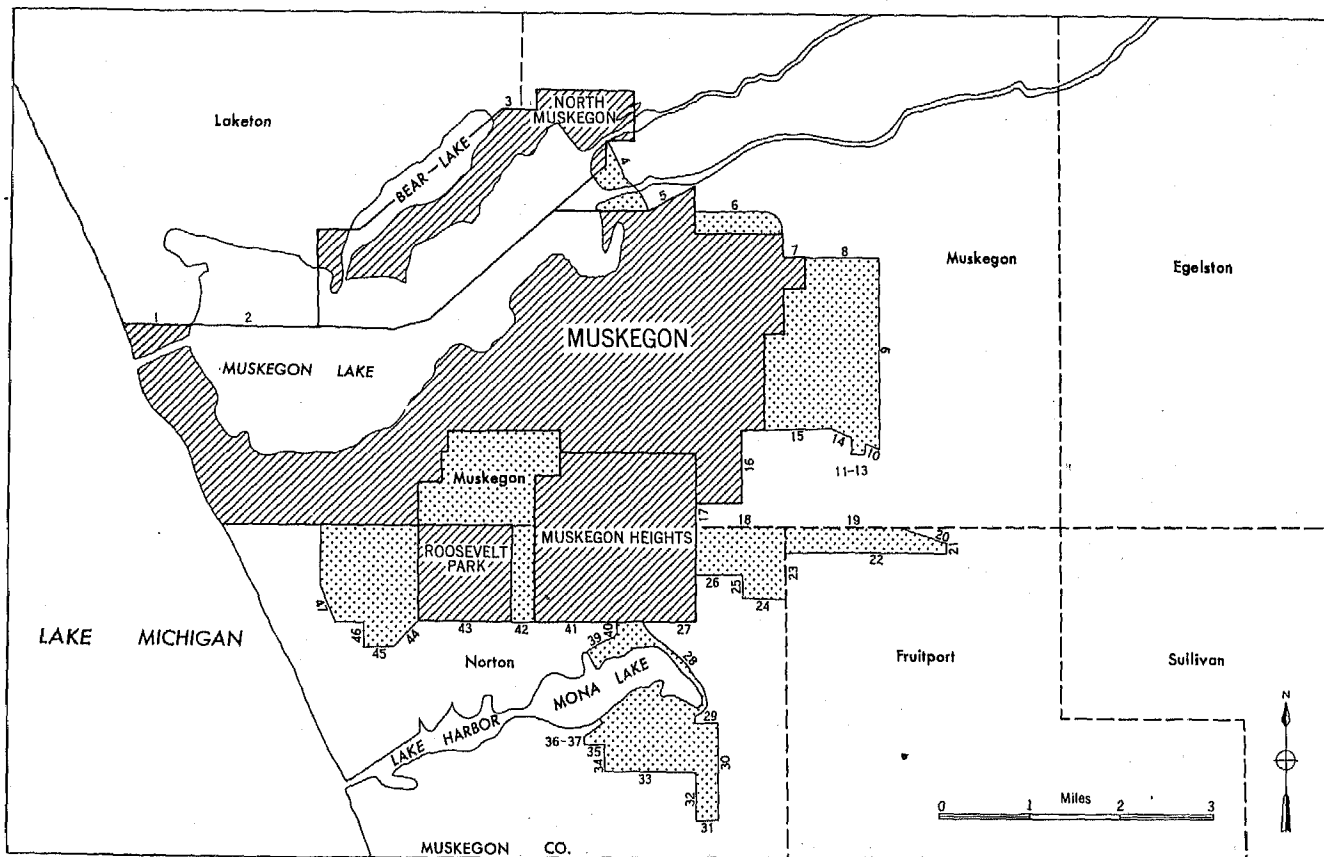 3
NORTH
MUSKEGON
Laketon
BEAR LAKE
4
5
6
7
8
Muskegon
Egelston
1
2
MUSKEGON
9
MUSKEGON LAKE
15
14
10
11-13
16
Muskegon
17
18
19
20
21
22
23
ROOSEVELT
PARK
MUSKEGON HEIGHTS
26
25
24
47
46
45
44
43
42
41
40
27
LAKE MICHIGAN
Norton
39
28
Fruitport
Sullivan
MONA LAKE
LAKE HARBOR
29
36-37
35
34
33
30
32
31
N
0 1 Miles 2 3
MUSKEGON CO.